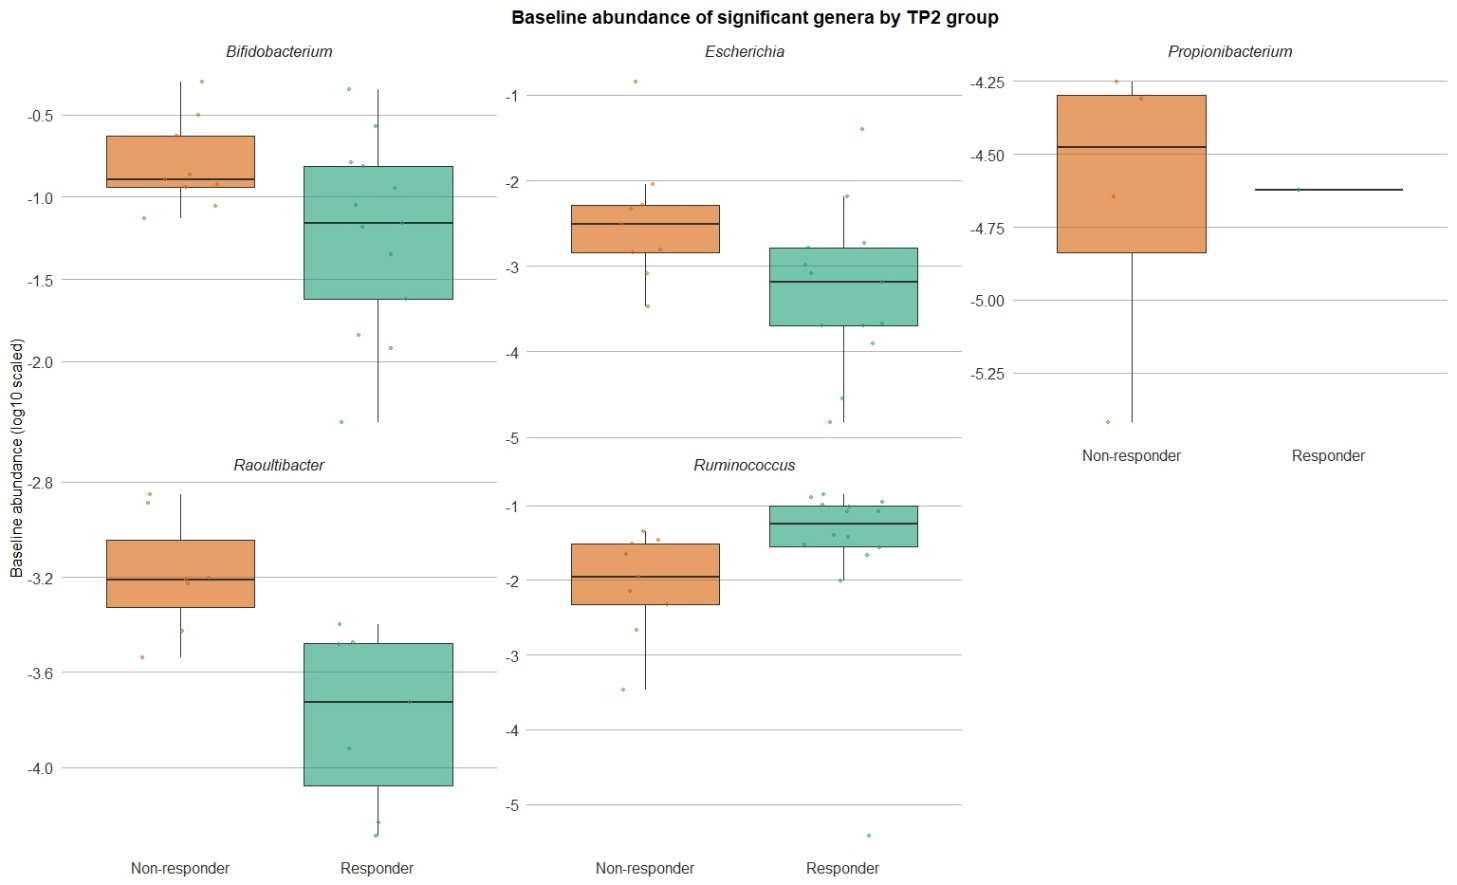 Baseline abundance of significant genera by TP2 group
Bifidobacterium
Escherichia
Propionibacterium
-0.5
-1.0
-1.5
-2.0
-1
-2
-3
-4
-5
-4.25
-4.50
-4.75
-5.00
-5.25
Non-responder
Responder
Baseline abundance (log10 scaled)
Raoultibacter
Ruminococcus
-2.8
-3.2
-3.6
-4.0
-1
-2
-3
-4
-5
Non-responder
Responder
Non-responder
Responder